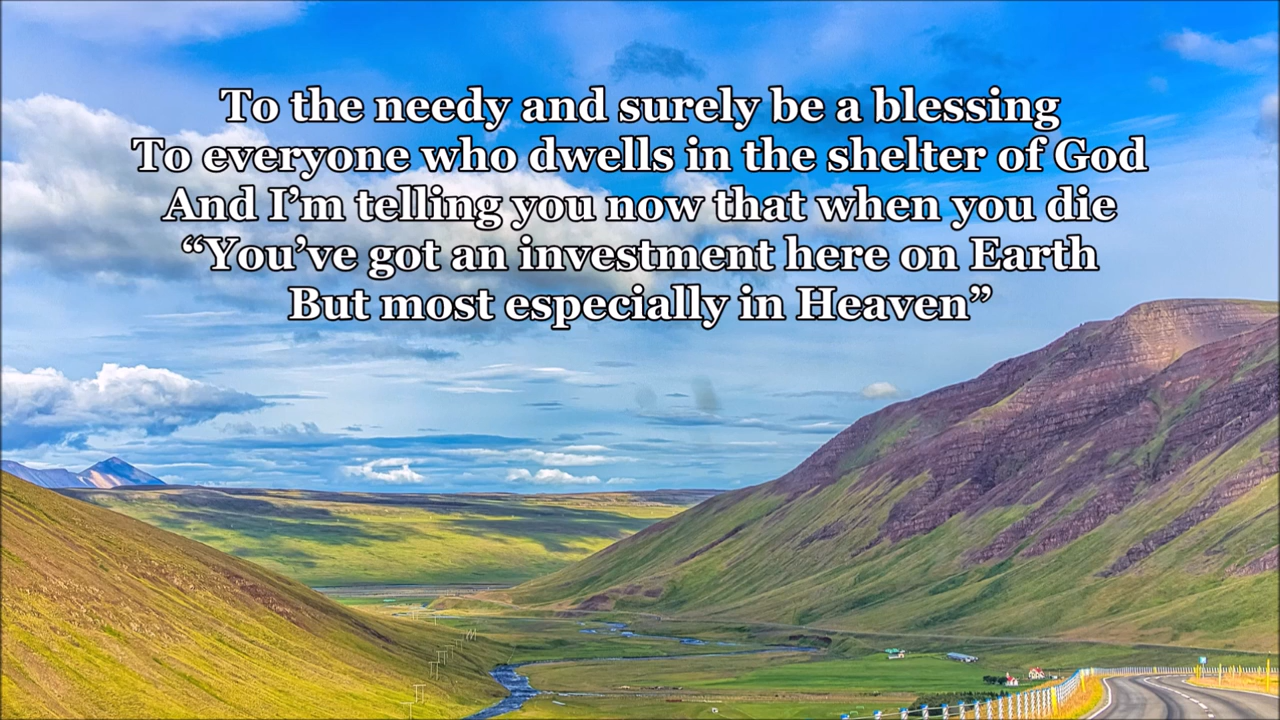 To the needy and surely be a blessing
To everyone who dwells in the shelter of God
And I’m telling you now that when you die
“You’ve got an investment here on Earth
But most especially in Heaven”